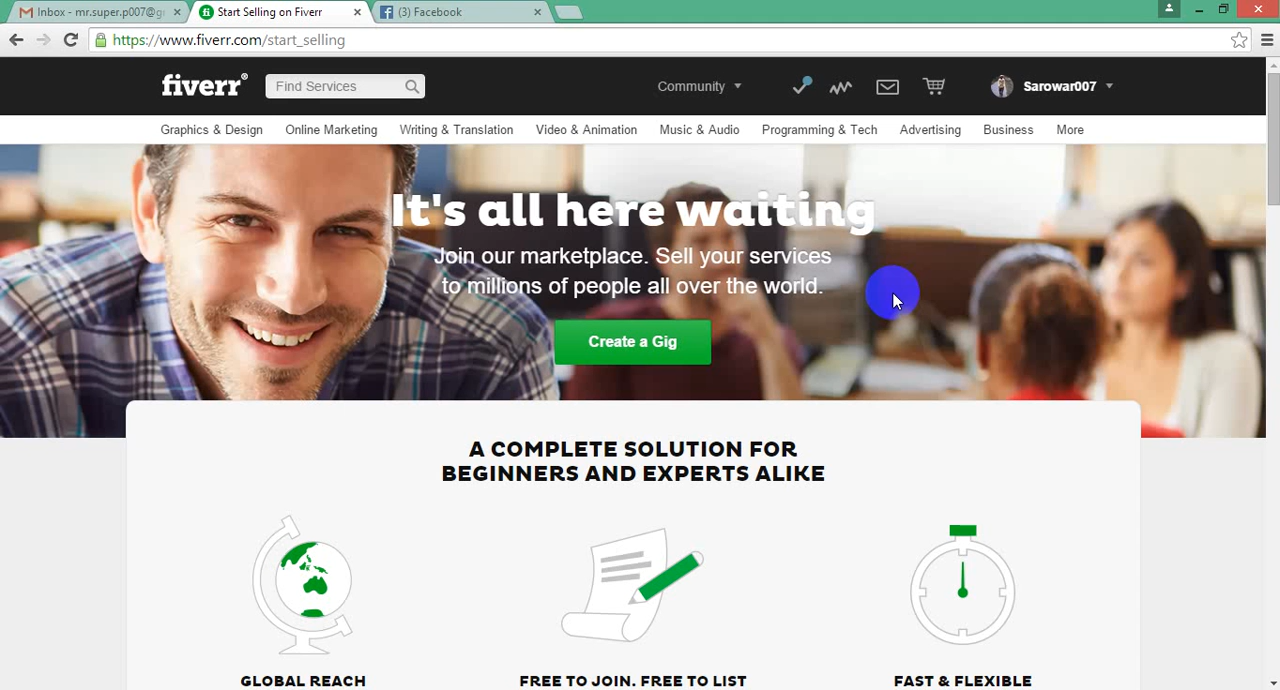 Inbox - mr.super.p007@g
Start Selling on Fiverr
(3) Facebook
https://www.fiverr.com/start_selling
fiverr®
Find Services
Community
Sarowar007
Graphics & Design
Online Marketing
Writing & Translation
Video & Animation
Music & Audio
Programming & Tech
Advertising
Business
More
It's all here waiting
Join our marketplace. Sell your services
to millions of people all over the world.
Create a Gig
A COMPLETE SOLUTION FOR
BEGINNERS AND EXPERTS ALIKE
GLOBAL REACH
FREE TO JOIN. FREE TO LIST
FAST & FLEXIBLE